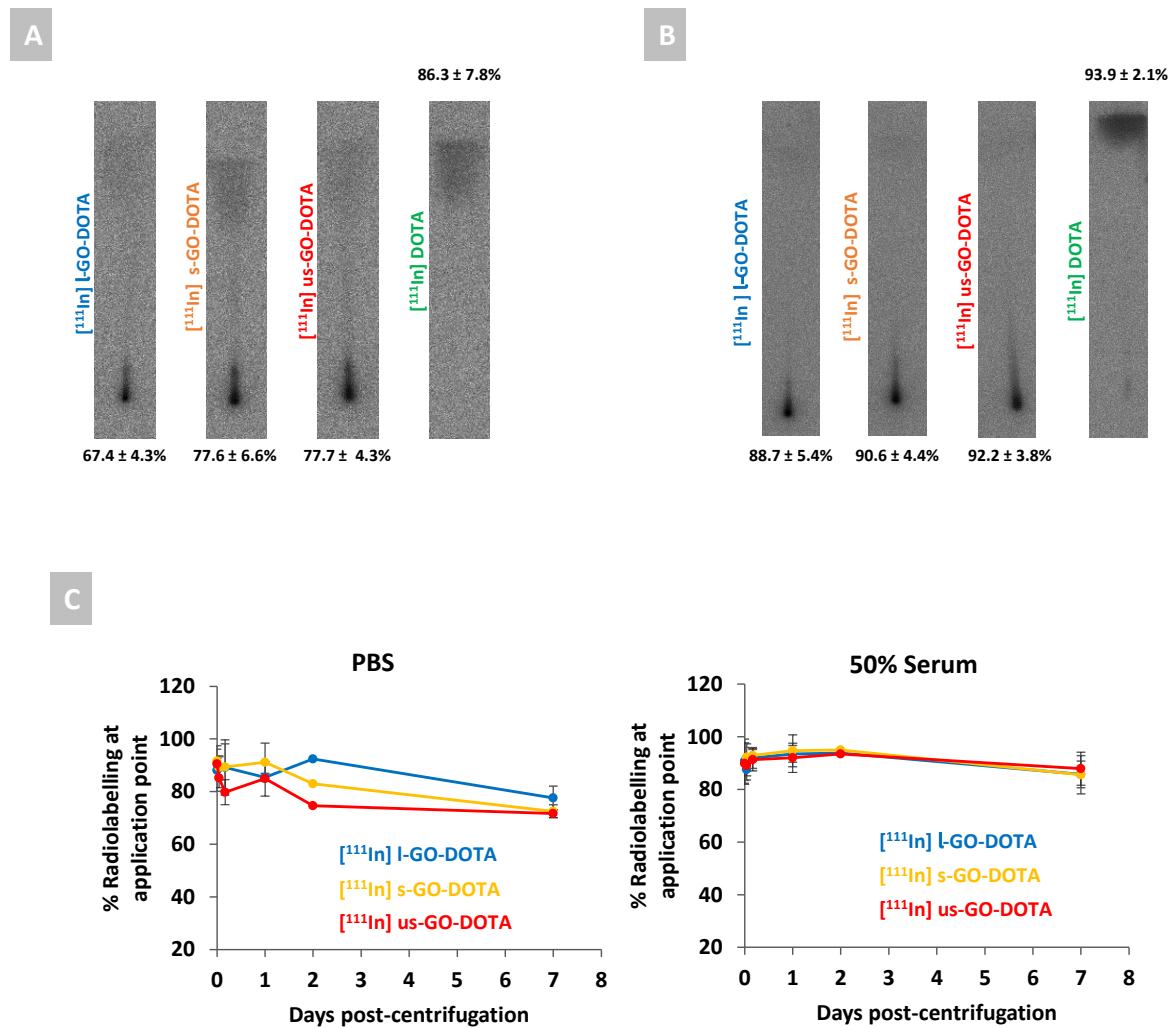 A
B
86.3 ± 7.8%
93.9 ± 2.1%
[¹¹¹In] l-GO-DOTA
[¹¹¹In] s-GO-DOTA
[¹¹¹In] us-GO-DOTA
[¹¹¹In] DOTA
[¹¹¹In ] l-GO-DOTA
[¹¹¹In] s-GO-DOTA
[¹¹¹In] us-GO-DOTA
[¹¹¹In] DOTA
67.4 ± 4.3%
77.6 ± 6.6%
77.7 ± 4.3%
88.7 ± 5.4%
90.6 ± 4.4%
92.2 ± 3.8%
C
PBS
% Radiolabelling at
application point
120
100
80
60
40
20
[¹¹¹In] l-GO-DOTA
[¹¹¹In] s-GO-DOTA
[¹¹¹In] us-GO-DOTA
0 1 2 3 4 5 6 7 8
Days post-centrifugation
50% Serum
% Radiolabelling at
application point
120
100
80
60
40
20
[¹¹¹In] l-GO-DOTA
[¹¹¹In] s-GO-DOTA
[¹¹¹In] us-GO-DOTA
0 1 2 3 4 5 6 7 8
Days post-centrifugation